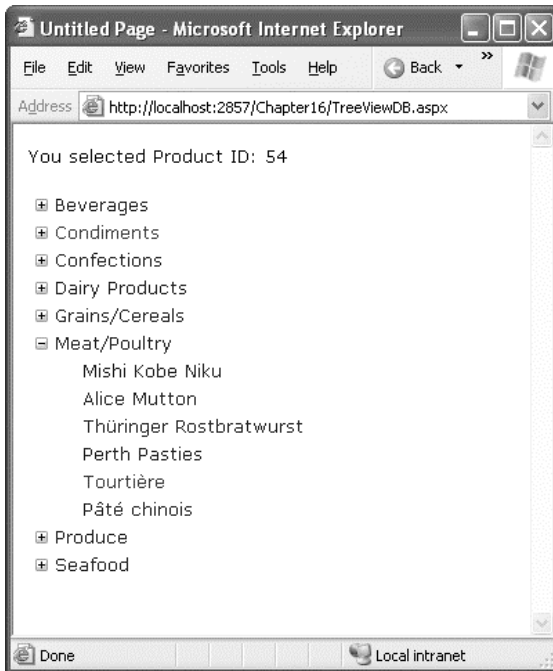 Untitled Page - Microsoft Internet Explorer
File Edit View Favorites Tools Help Back »
Address http://localhost:2857/Chapter16/TreeViewDB.aspx
You selected Product ID: 54
Beverages
Condiments
Confections
Dairy Products
Grains/Cereals
Meat/Poultry
Mishi Kobe Niku
Alice Mutton
Thüringer Rostbratwurst
Perth Pasties
Tourtière
Pâté chinois
Produce
Seafood
Done Local intranet